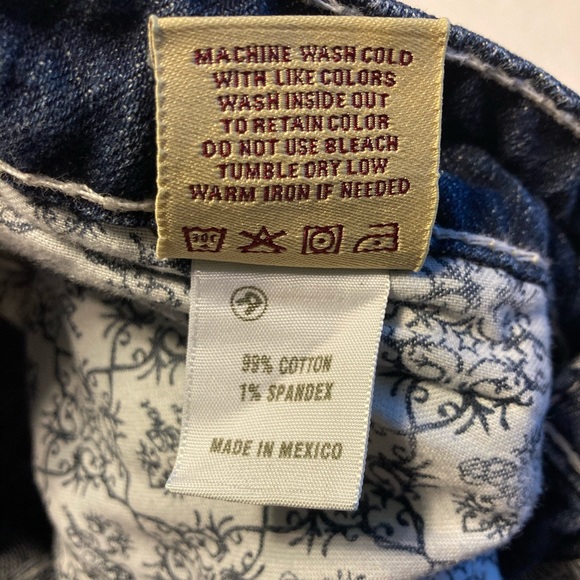 MACHINE WASH COLD
WITH LIKE COLORS
WASH INSIDE OUT
TO RETAIN COLOR
DO NOT USE BLEACH
TUMBLE DRY LOW
WARM IRON IF NEEDED
30C
99% COTTON
1% SPANDEX
MADE IN MEXICO